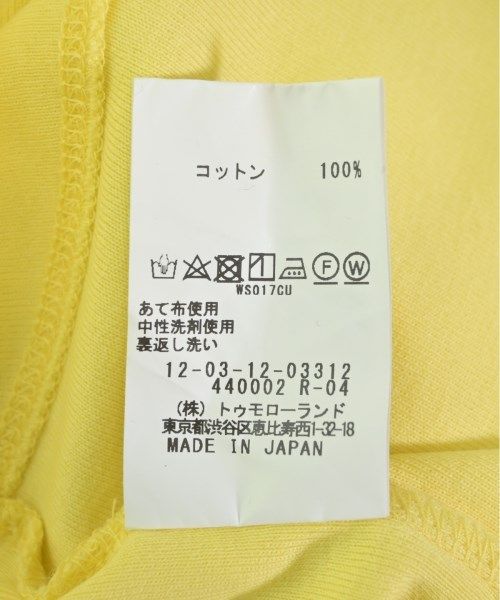 コットン 100%
F W
WS017CU
あて布使用
中性洗剤使用
裏返し洗い
12-03-12-03312
440002 R-04
(株) トゥモローランド
東京都渋谷区恵比寿西1-32-18
MADE IN JAPAN